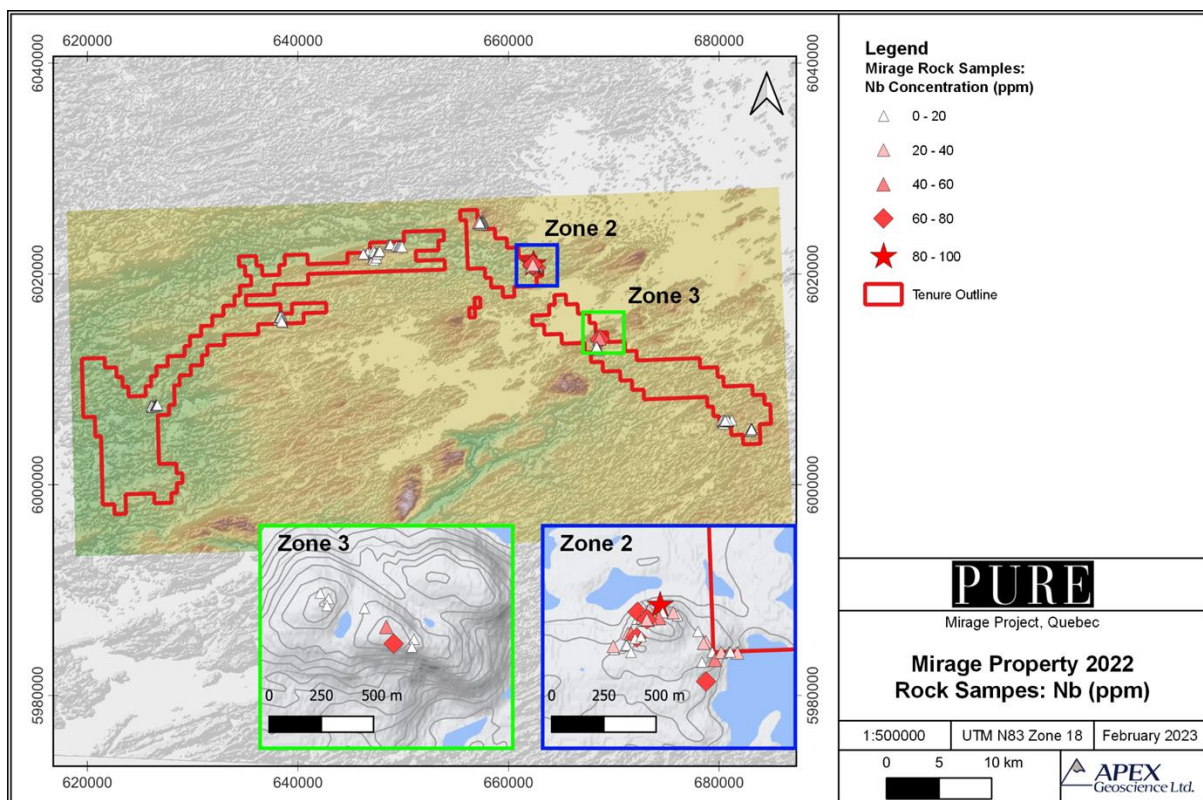 620000 640000 660000 680000
6040000 6040000
6020000 6020000
6000000 6000000
5980000 5980000
Zone 2
Zone 3
Zone 3
0 250 500 m
Zone 2
0 250 500 m
620000 640000 660000 680000
Legend
Mirage Rock Samples:
Nb Concentration (ppm)
0 - 20
20 - 40
40 - 60
60 - 80
80 - 100
Tenure Outline
PURE
Mirage Project, Quebec
Mirage Property 2022
Rock Sampes: Nb (ppm)
1:500000 UTM N83 Zone 18 February 2023
0 5 10 km
APEX
Geoscience Ltd.